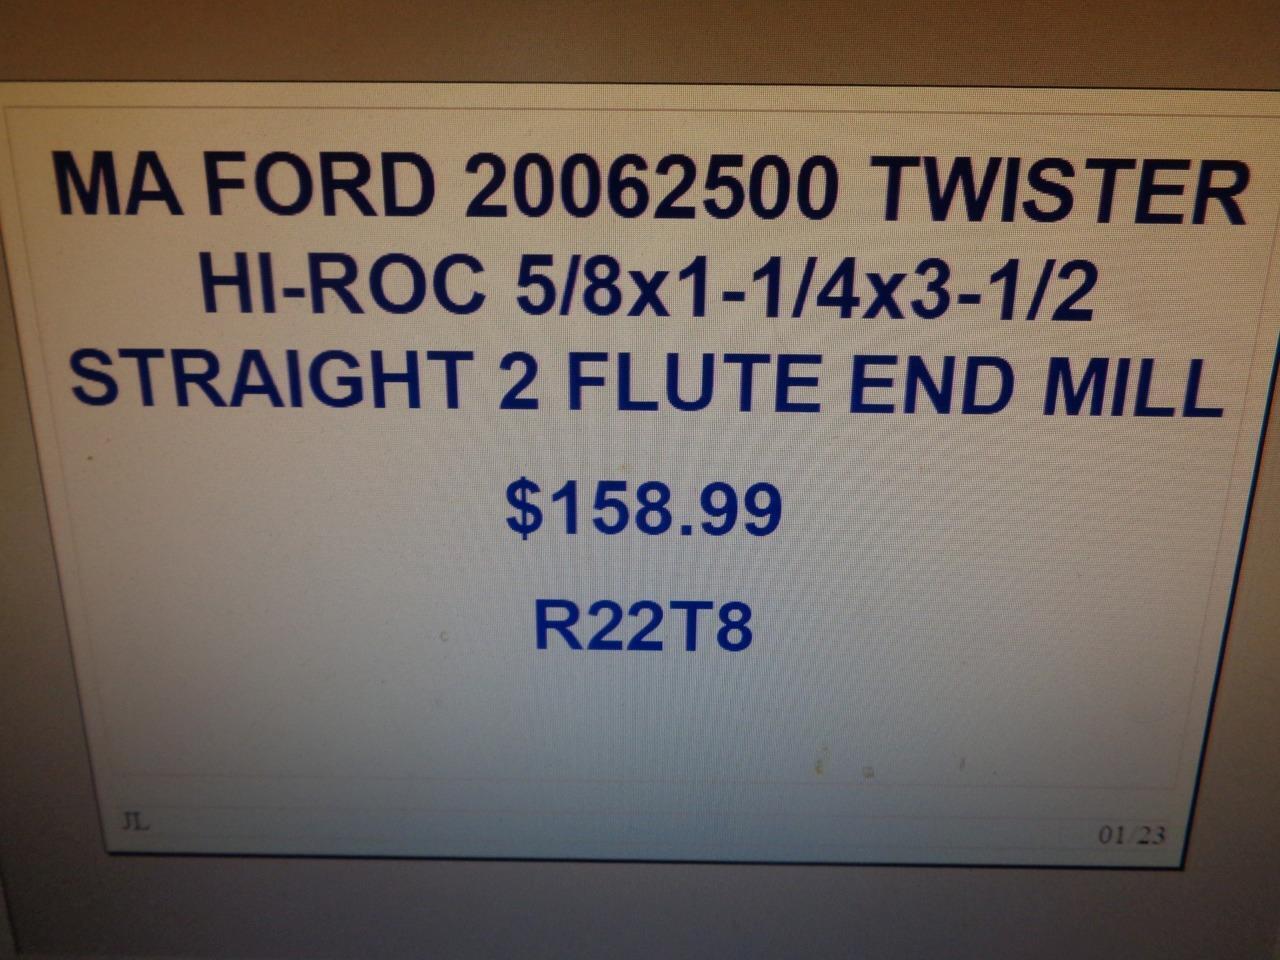 MA FORD 20062500 TWISTER
HI-ROC 5/8x1-1/4x3-1/2
STRAIGHT 2 FLUTE END MILL
$158.99
R22T8
JL
01/23